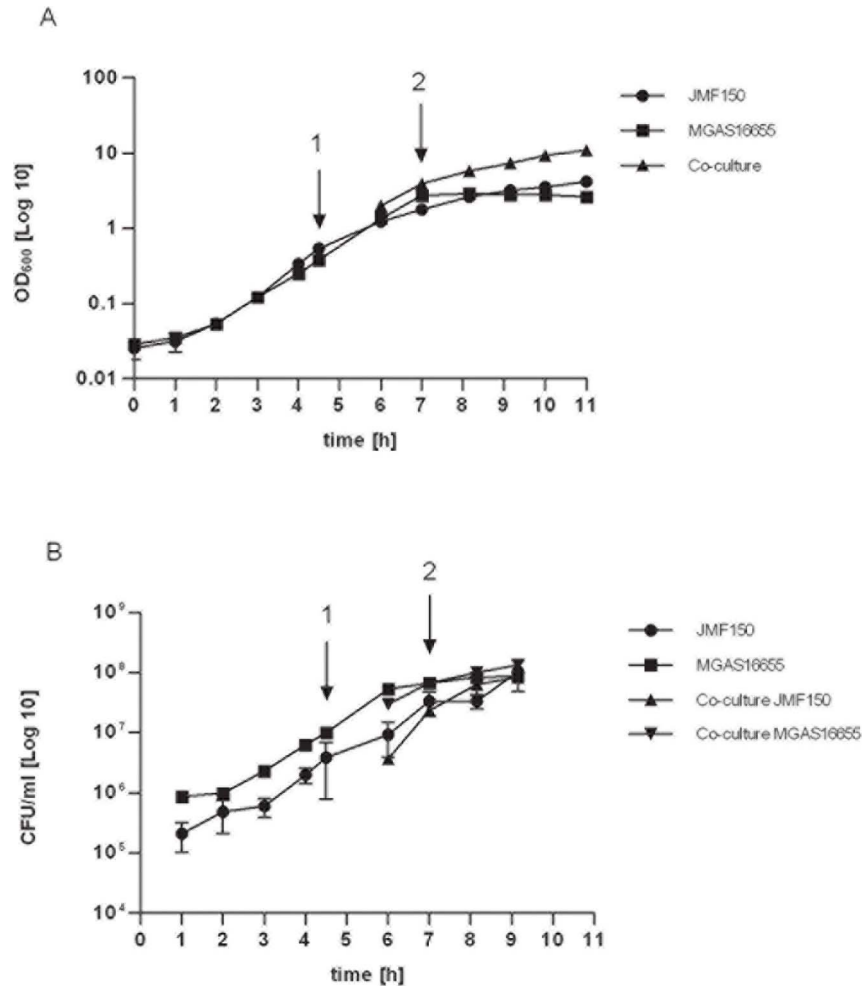 A
100
10
1
0.1
0.01
OD₆₀₀ [Log 10]
1
2
0 1 2 3 4 5 6 7 8 9 10 11
time [h]
JMF150
MGAS16655
Co-culture
B
10⁹
10⁸
10⁷
10⁶
10⁵
10⁴
CFU/ml [Log 10]
1
2
0 1 2 3 4 5 6 7 8 9 10 11
time [h]
JMF150
MGAS16655
Co-culture JMF150
Co-culture MGAS16655